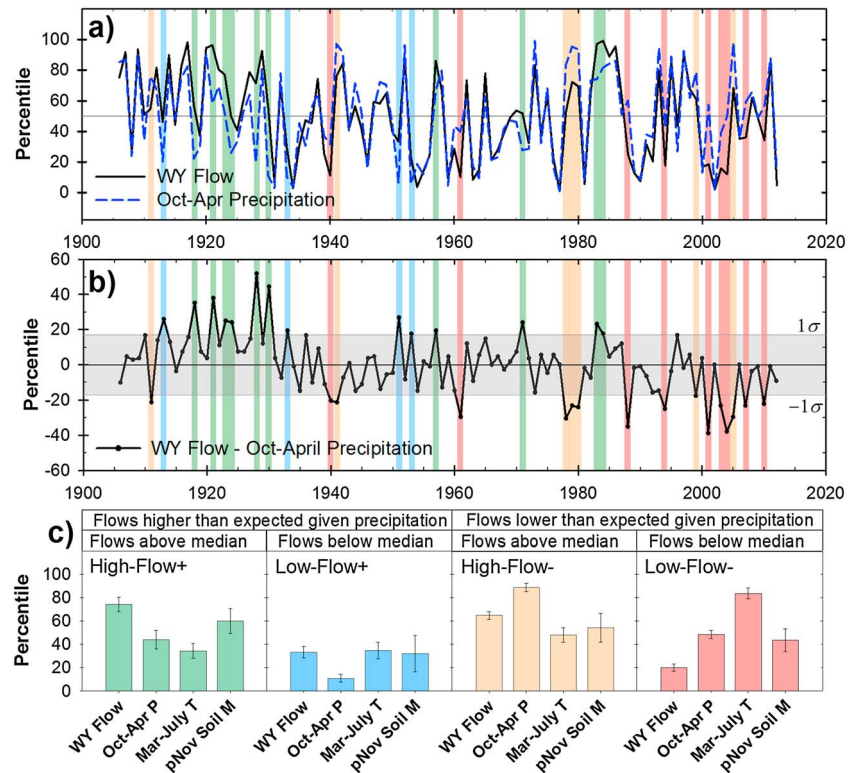 a)
Percentile
100
80
60
40
20
0
WY Flow
Oct-Apr Precipitation
1900 1920 1940 1960 1980 2000 2020
b)
Percentile
60
40
20
0
-20
-40
-60
1σ
−1σ
WY Flow - Oct-April Precipitation
1900 1920 1940 1960 1980 2000 2020
c)
Flows higher than expected given precipitation Flows lower than expected given precipitation
Flows above median Flows below median Flows above median Flows below median
High-Flow+ Low-Flow+ High-Flow- Low-Flow-
Percentile
100
80
60
40
20
0
WY Flow Oct-Apr P Mar-July T pNov Soil M WY Flow Oct-Apr P Mar-July T pNov Soil M WY Flow Oct-Apr P Mar-July T pNov Soil M WY Flow Oct-Apr P Mar-July T pNov Soil M